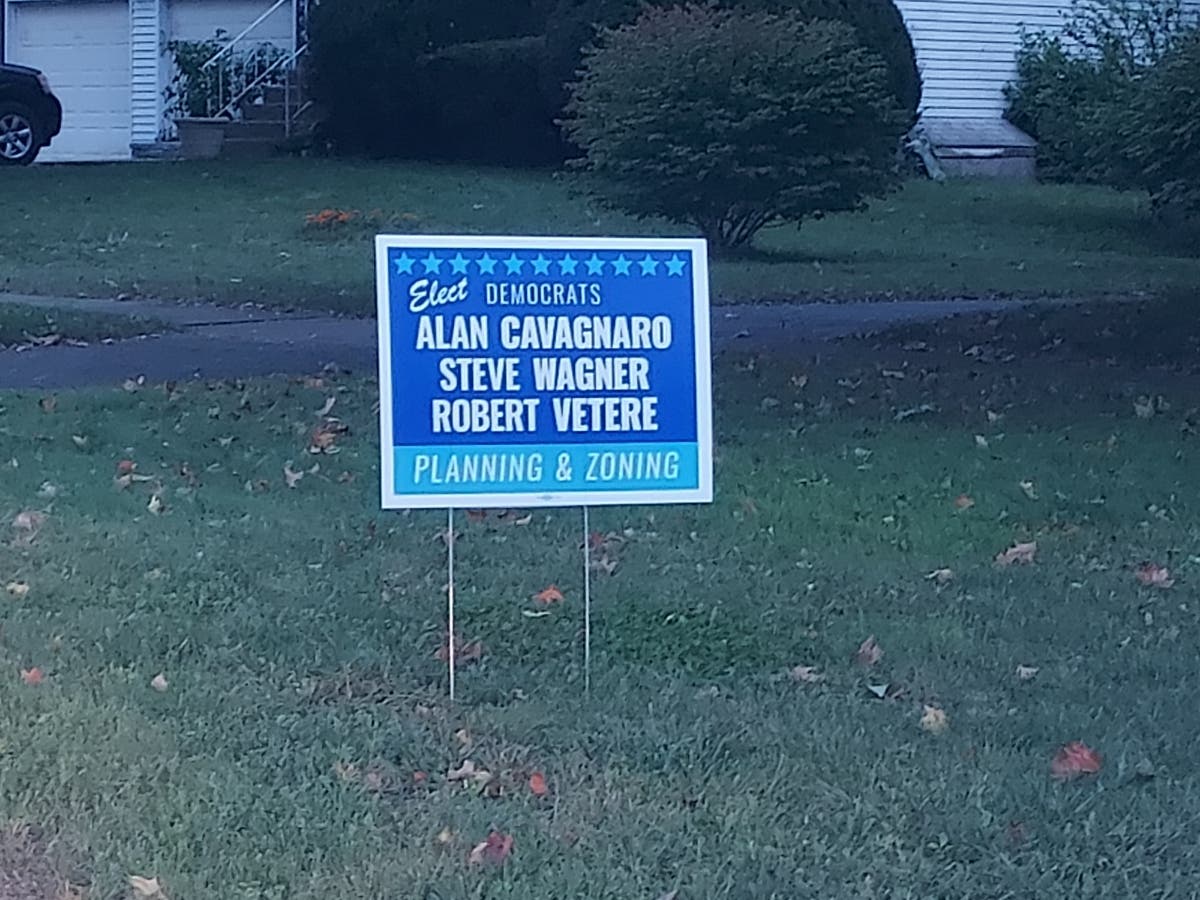 Elect DEMOCRATS
ALAN CAVAGNARO
STEVE WAGNER
ROBERT VETERE
PLANNING & ZONING